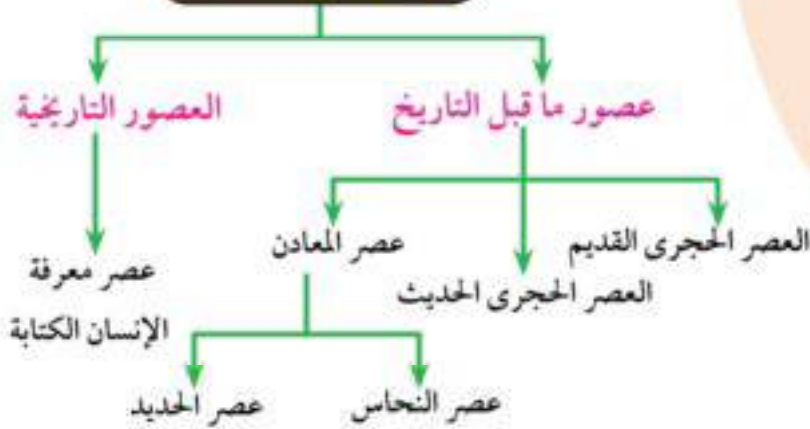 عصور ما قبل التاريخ
العصور التاريخية
العصر الحجرى القديم
العصر الحجرى الحديث
عصر المعادن
عصر معرفة
الإنسان الكتابة
عصر النحاس
عصر الحديد